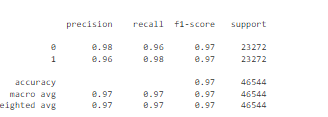 precision recall f1-score support
0 0.98 0.96 0.97 23272
1 0.96 0.98 0.97 23272
accuracy 0.97 46544
macro avg 0.97 0.97 0.97 46544
eighted avg 0.97 0.97 0.97 46544